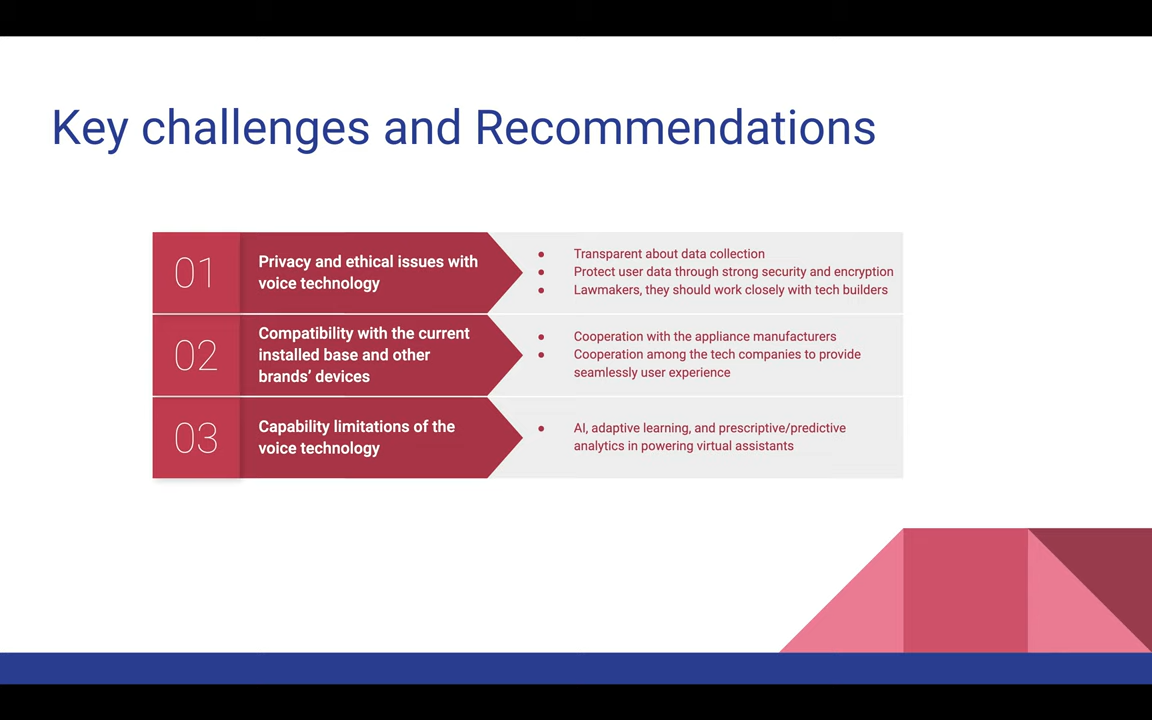 Key challenges and Recommendations
01
Privacy and ethical issues with
voice technology
● Transparent about data collection
● Protect user data through strong security and encryption
● Lawmakers, they should work closely with tech builders
02
Compatibility with the current
installed base and other
brands’ devices
● Cooperation with the appliance manufacturers
● Cooperation among the tech companies to provide
seamlessly user experience
03
Capability limitations of the
voice technology
● AI, adaptive learning, and prescriptive/predictive
analytics in powering virtual assistants